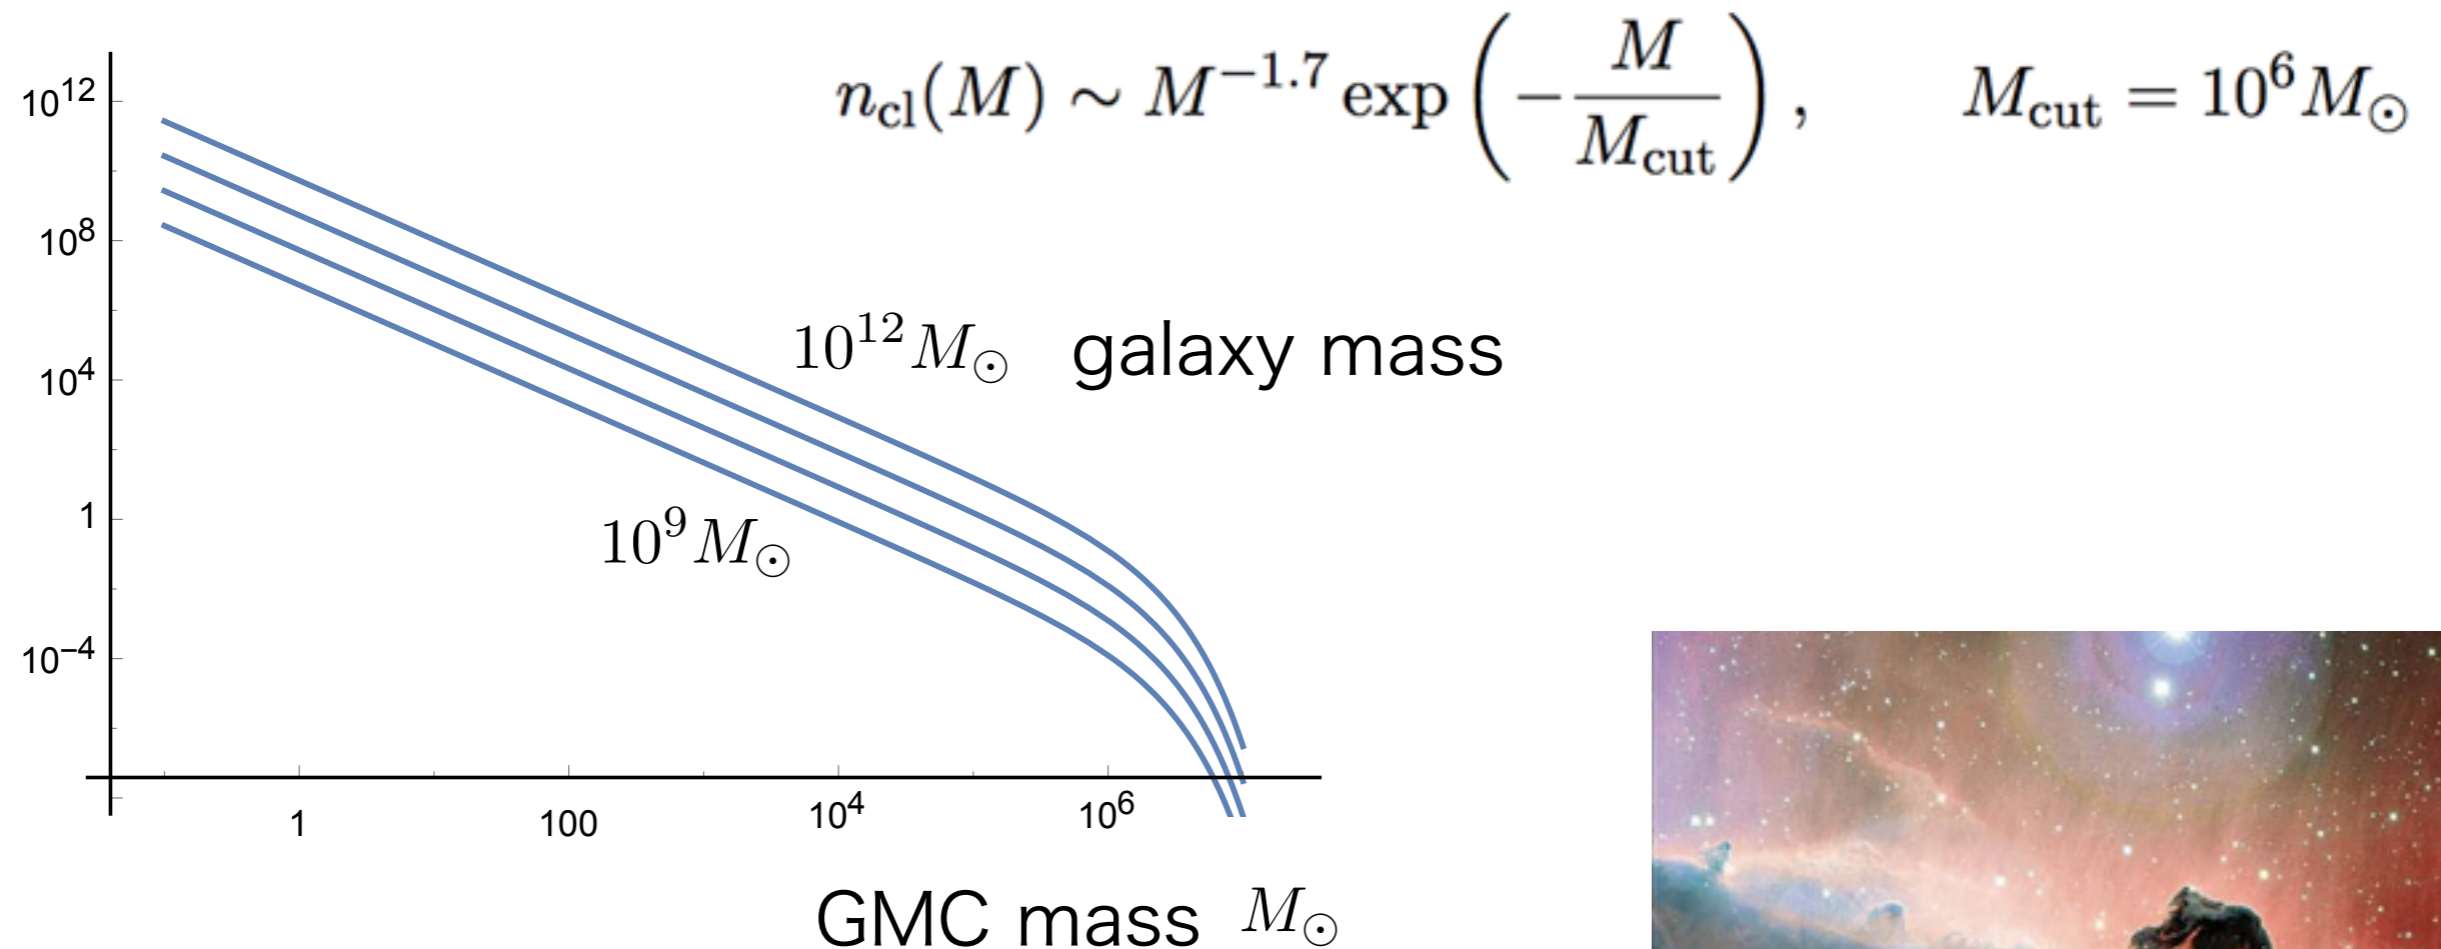 n_cl(M) ∼ M^{−1.7} exp(−M/M_cut), M_cut = 10^6 M_⊙
10^12
10^8
10^4
1
10^−4
10^12 M_⊙ galaxy mass
10^9 M_⊙
1 100 10^4 10^6
GMC mass M_⊙